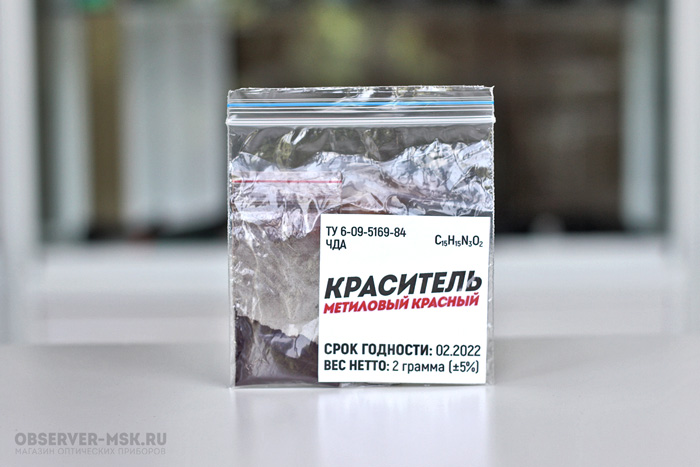 ТУ 6-09-5169-84
ЧДА
C₁₅H₁₅N₃O₂
КРАСИТЕЛЬ
МЕТИЛОВЫЙ КРАСНЫЙ
СРОК ГОДНОСТИ: 02.2022
ВЕС НЕТТО: 2 грамма (±5%)
OBSERVER-MSK.RU
МАГАЗИН ОПТИЧЕСКИХ ПРИБОРОВ